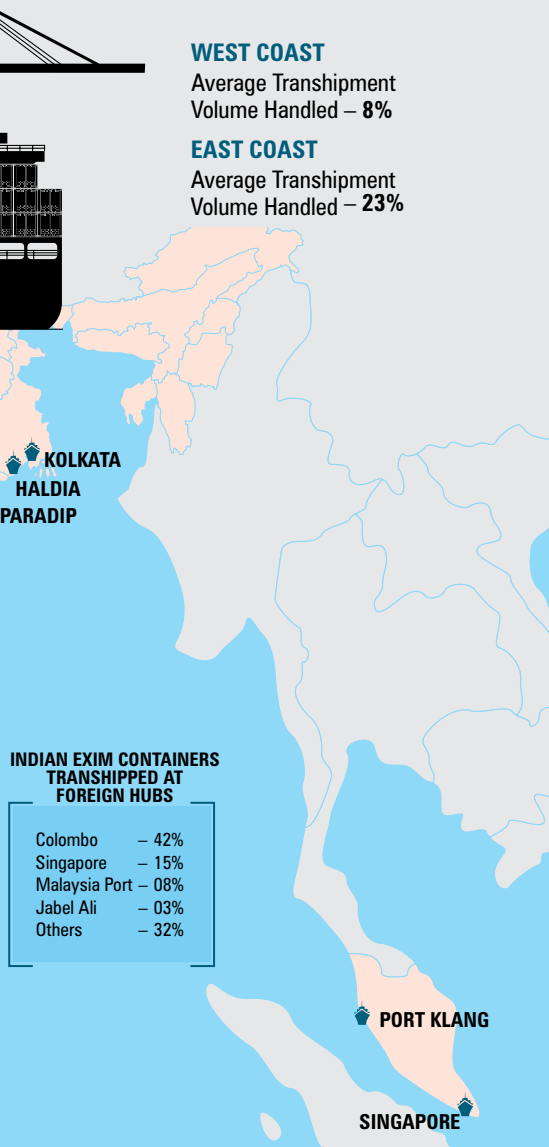 WEST COAST
Average Transhipment
Volume Handled – 8%
EAST COAST
Average Transhipment
Volume Handled – 23%
KOLKATA
HALDIA
PARADIP
INDIAN EXIM CONTAINERS
TRANSHIPPED AT
FOREIGN HUBS
Colombo – 42%
Singapore – 15%
Malaysia Port – 08%
Jabel Ali – 03%
Others – 32%
PORT KLANG
SINGAPORE